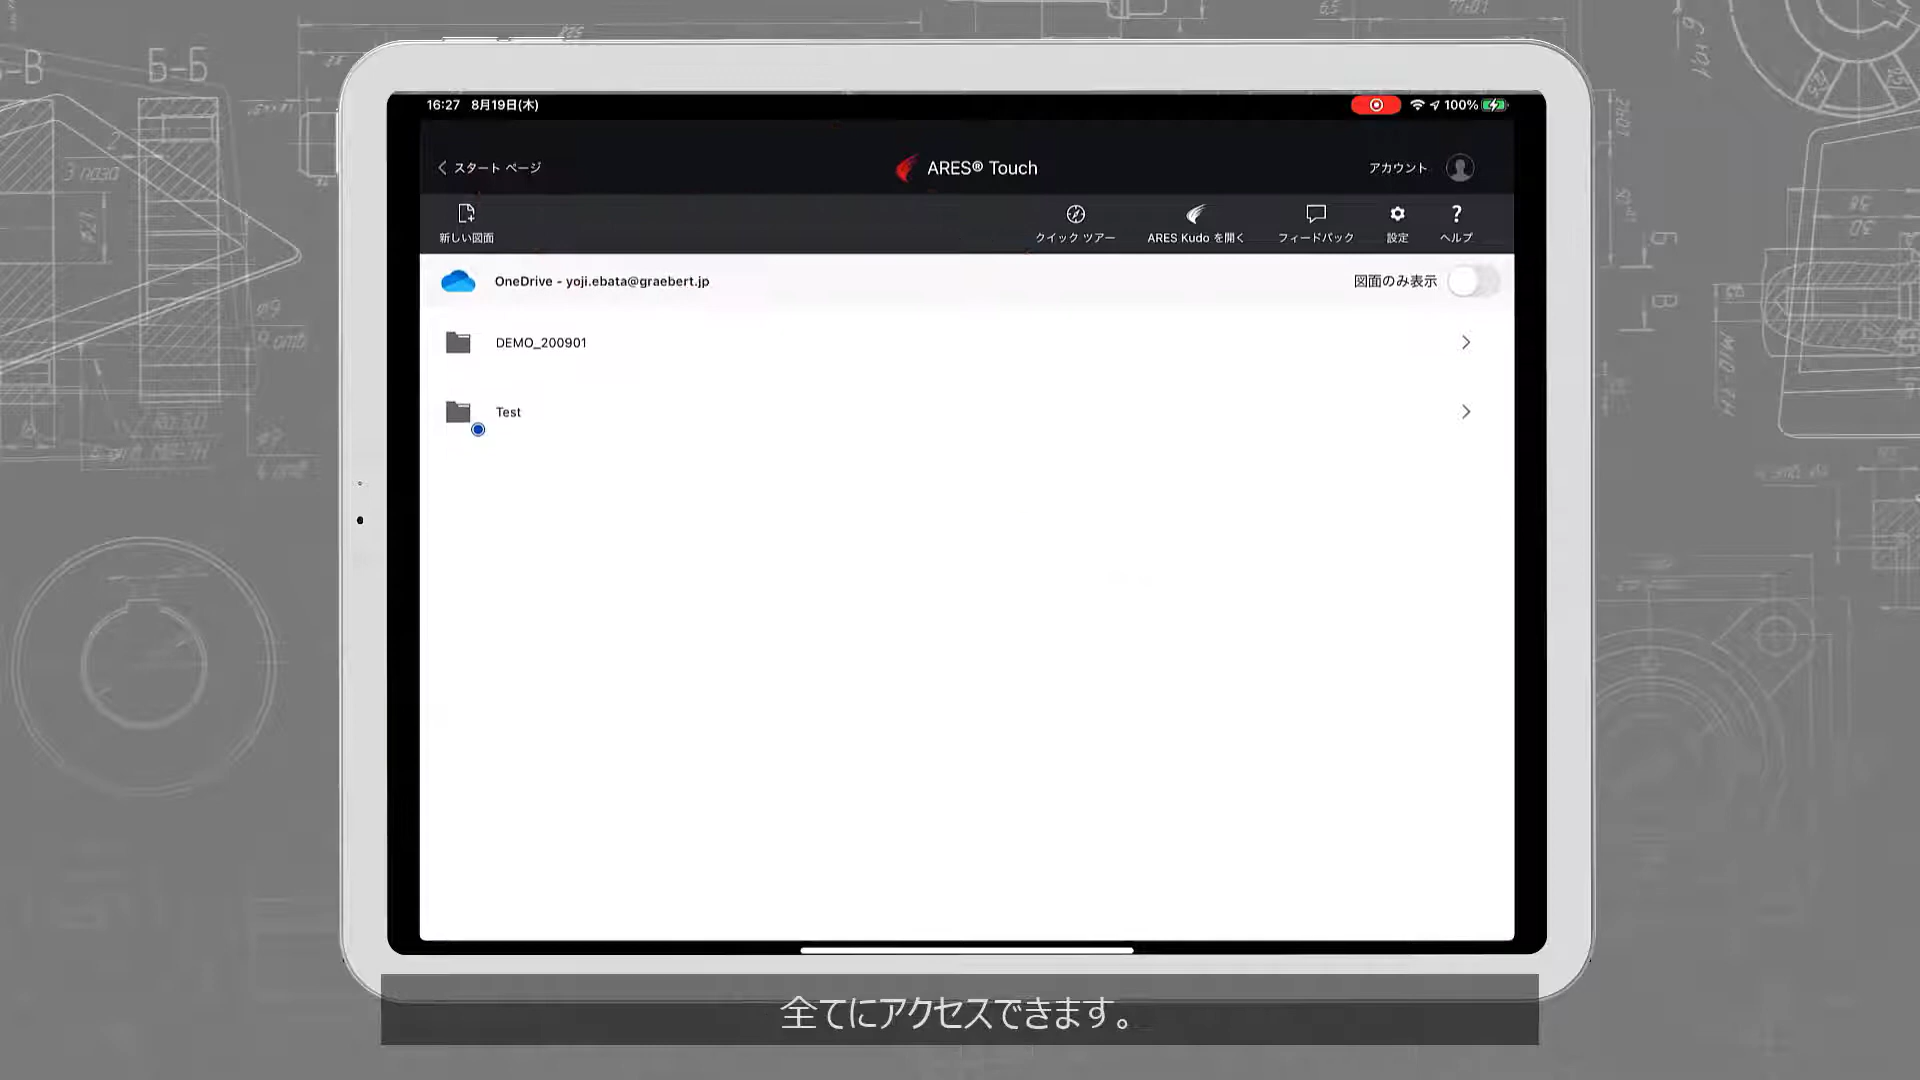 Б-Б
16:27 8月19日(木)
100%
スタート ページ
ARES® Touch
アカウント
新しい図面
クイック ツアー
ARES Kudo を開く
フィードバック
設定
ヘルプ
OneDrive - yoji.ebata@graebert.jp
図面のみ表示
DEMO_200901
Test
全てにアクセスできます。